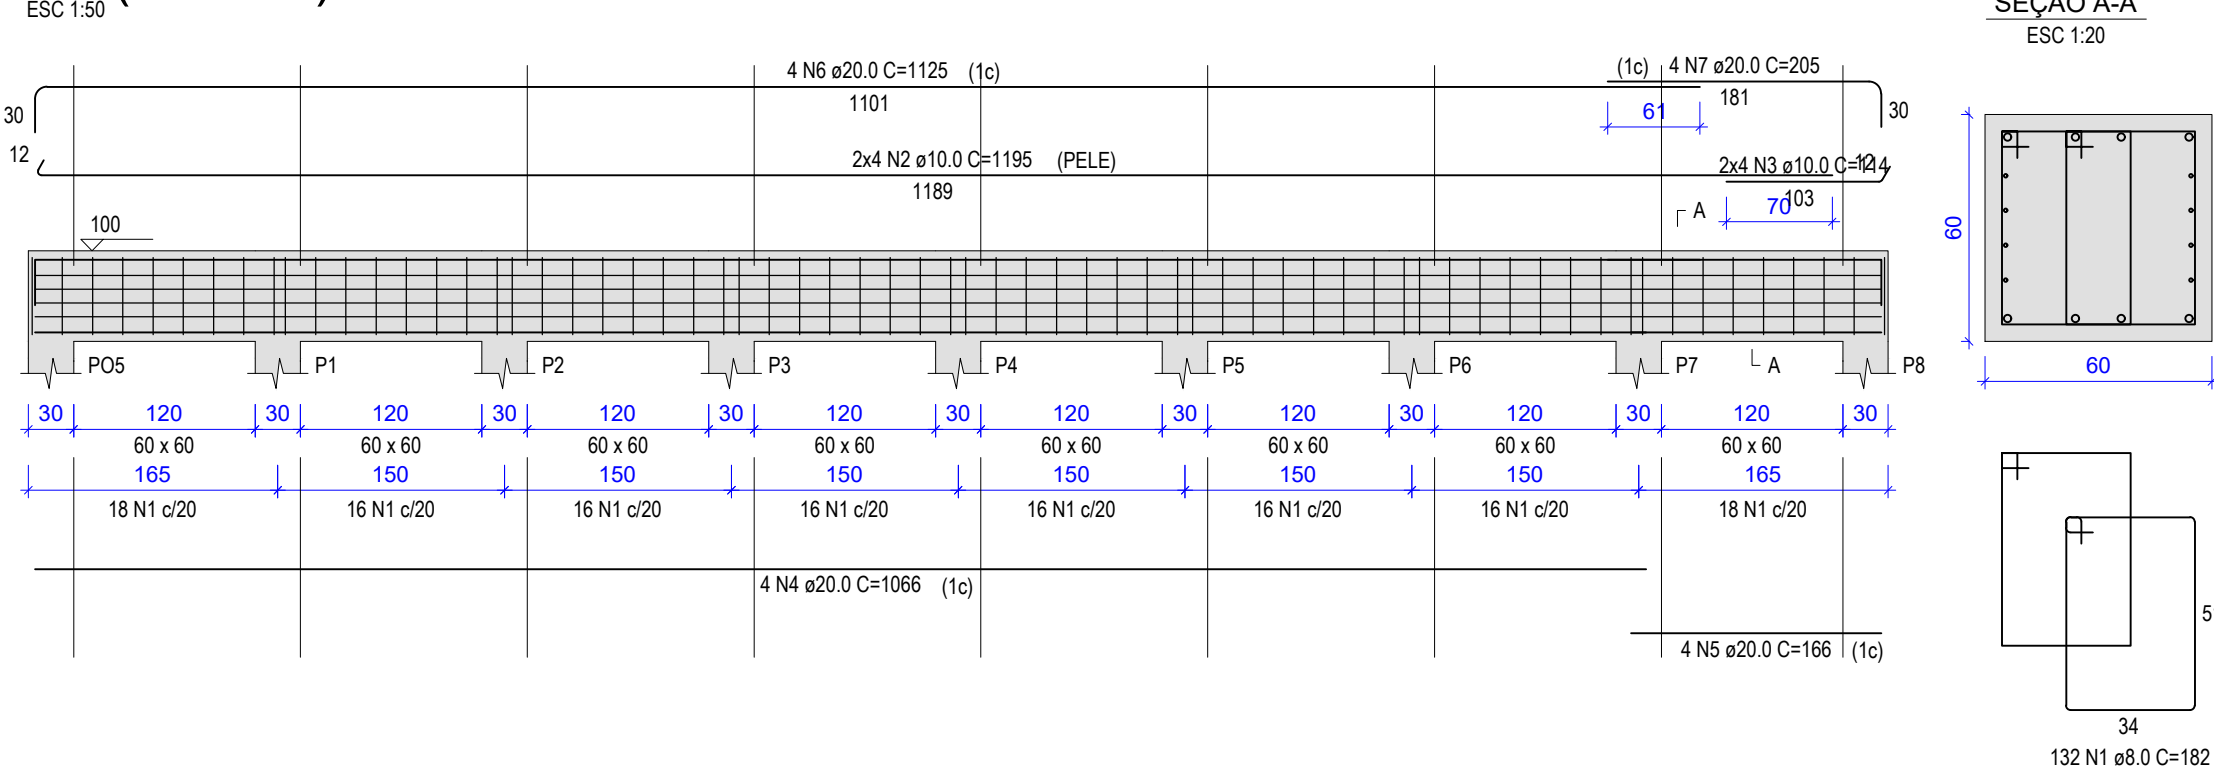 ESC 1:50
SEÇÃO A-A
ESC 1:20
4 N6 ø20.0 C=1125 (1c)
(1c) 4 N7 ø20.0 C=205
1101
181
30
30
61
12
2x4 N2 ø10.0 C=1195 (PELE)
2x4 N3 ø10.0 C=114
12
1189
103
70
A
100
60
PO5 P1 P2 P3 P4 P5 P6 P7 A P8
60
30 120 30 120 30 120 30 120 30 120 30 120 30 120 30 120 30
60 x 60 60 x 60 60 x 60 60 x 60 60 x 60 60 x 60 60 x 60 60 x 60
165 150 150 150 150 150 150 165
18 N1 c/20 16 N1 c/20 16 N1 c/20 16 N1 c/20 16 N1 c/20 16 N1 c/20 16 N1 c/20 18 N1 c/20
4 N4 ø20.0 C=1066 (1c)
4 N5 ø20.0 C=166 (1c)
34
132 N1 ø8.0 C=182